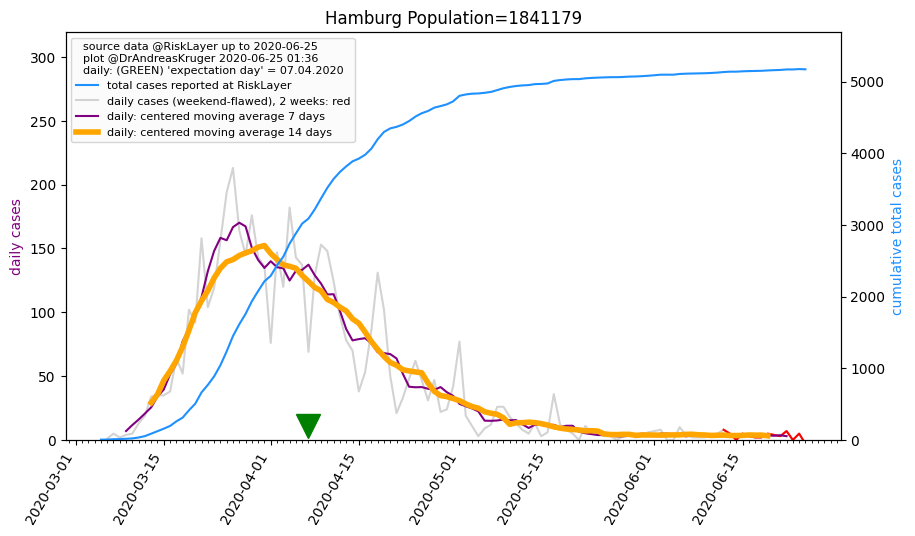 Hamburg Population=1841179
source data @RiskLayer up to 2020-06-25
plot @DrAndreasKruger 2020-06-25 01:36
daily: (GREEN) 'expectation day' = 07.04.2020
total cases reported at RiskLayer
daily cases (weekend-flawed), 2 weeks: red
daily: centered moving average 7 days
daily: centered moving average 14 days
daily cases
300
250
200
150
100
50
0
cumulative total cases
5000
4000
3000
2000
1000
0
2020-03-01
2020-03-15
2020-04-01
2020-04-15
2020-05-01
2020-05-15
2020-06-01
2020-06-15